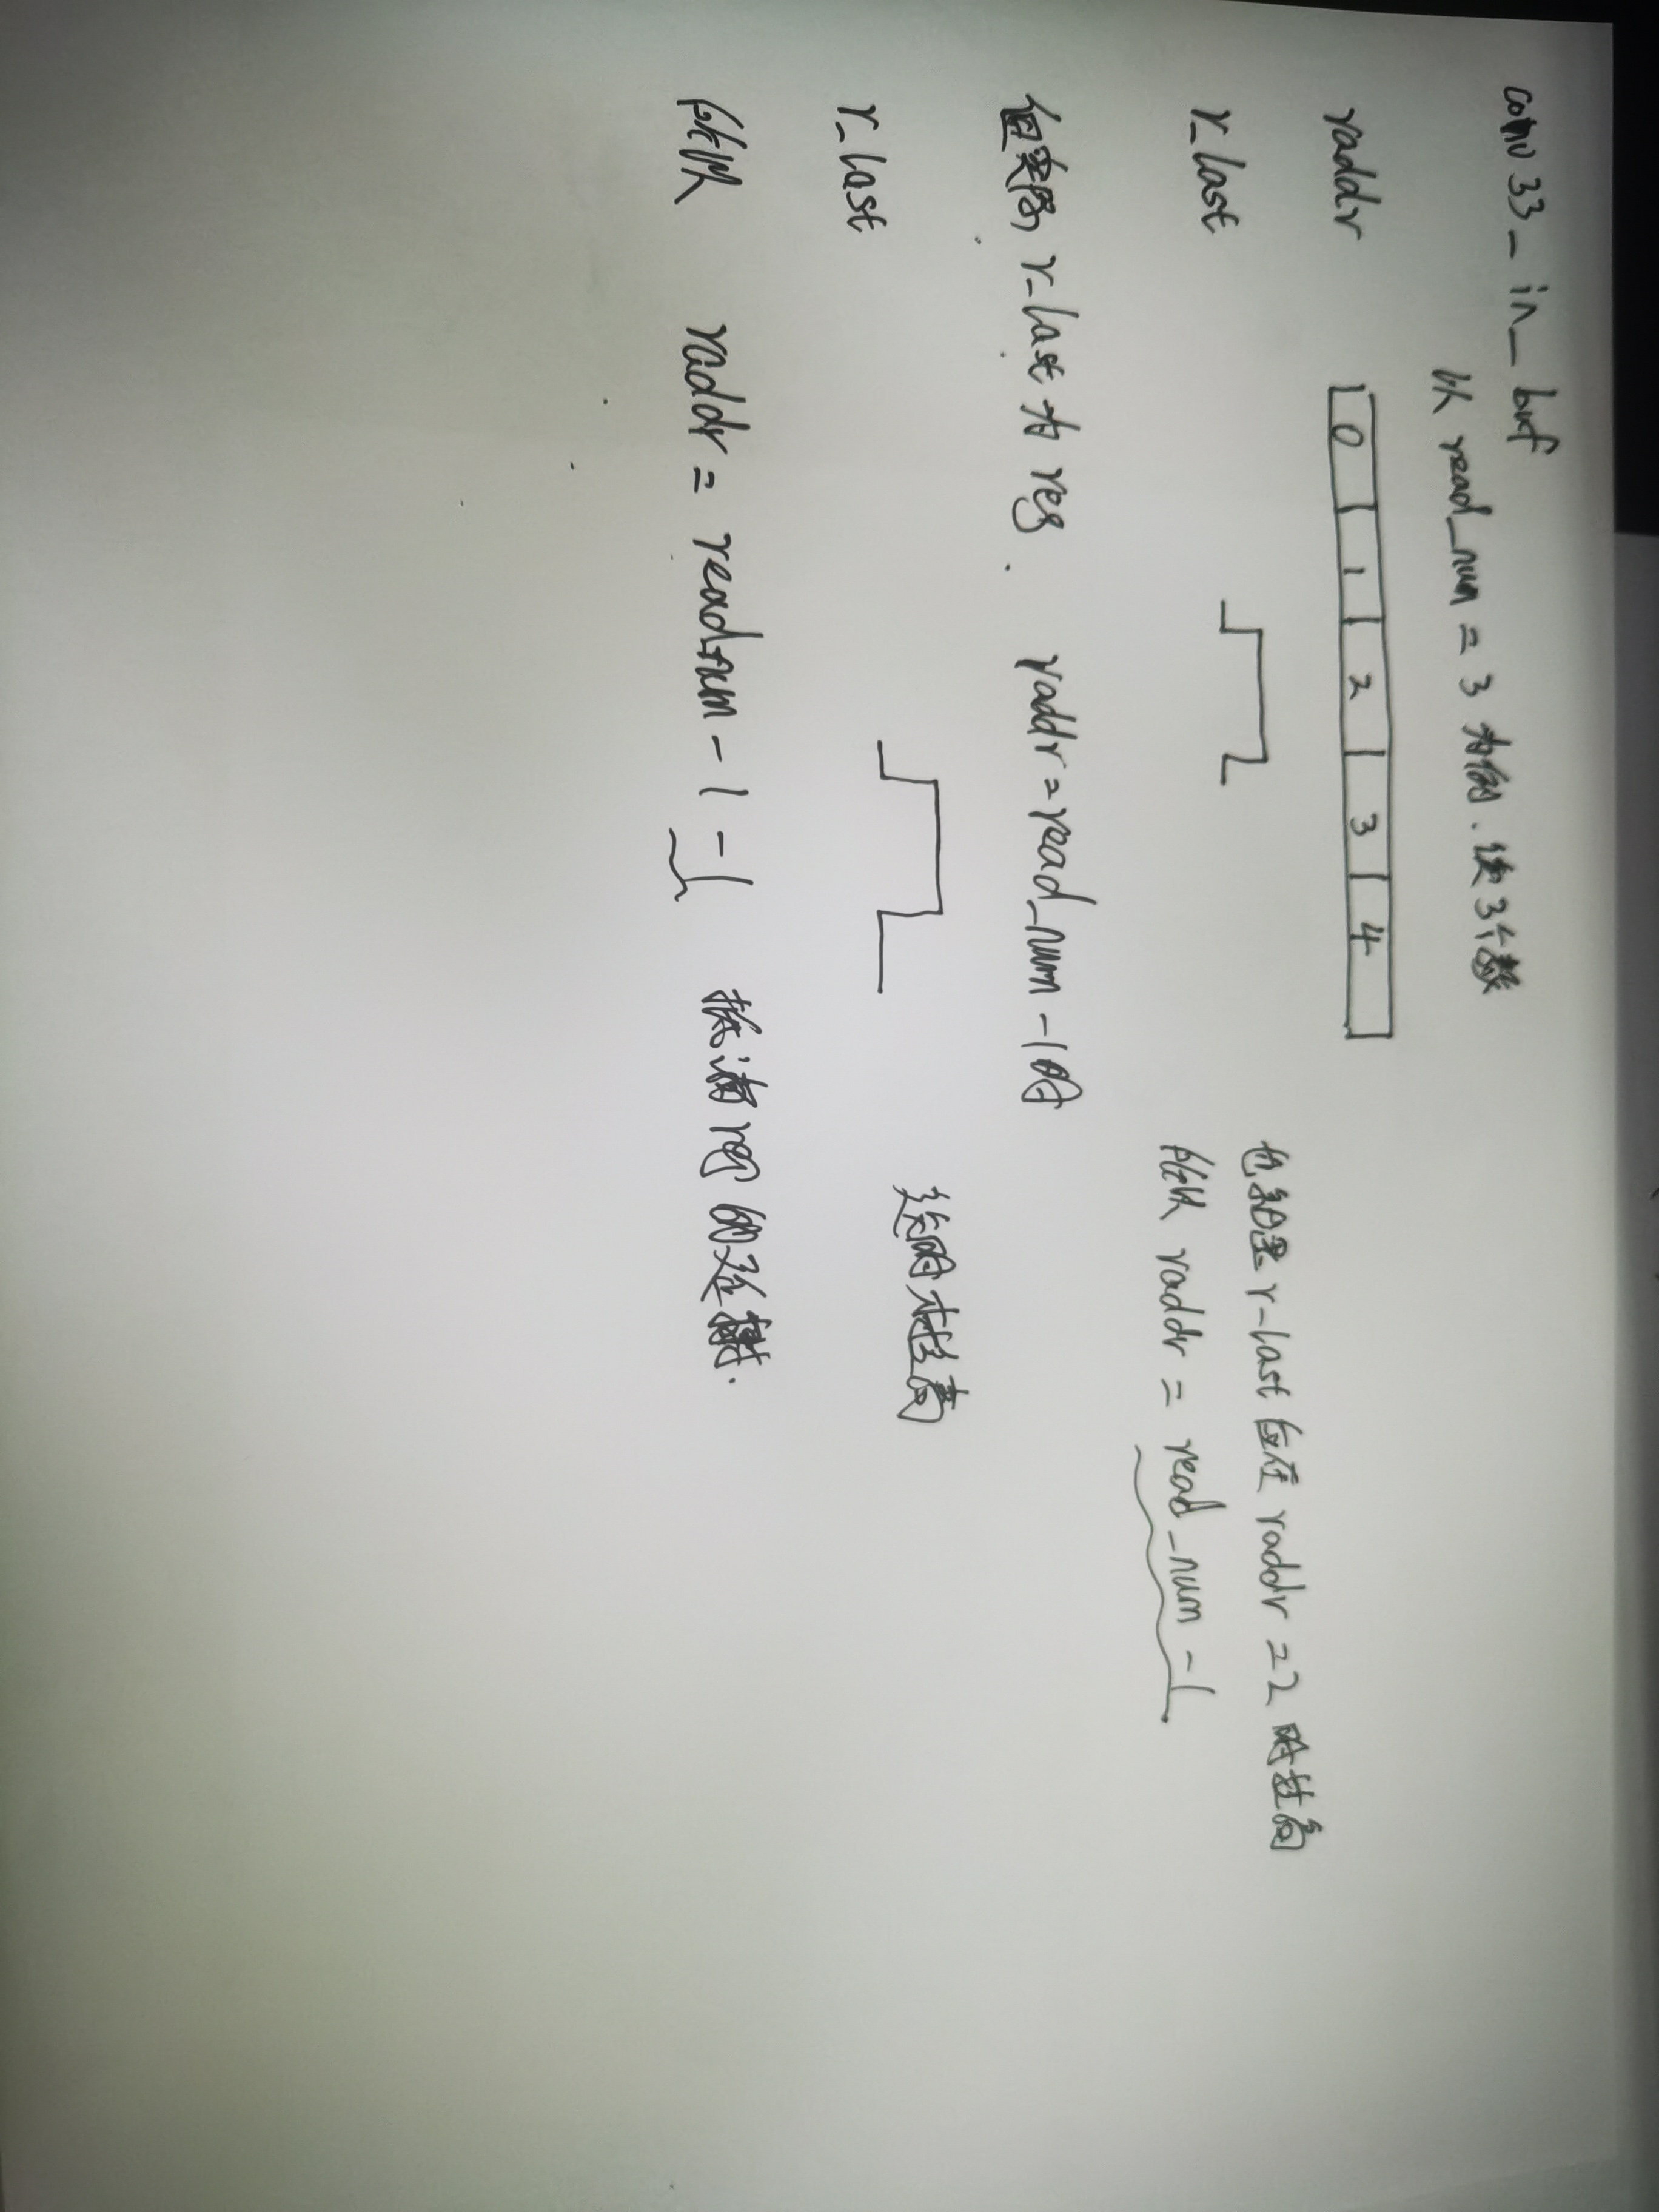 conv33_in_buf
以 read_num = 3 为例. 读3个数
raddr 0 1 2 3 4
也就是 r_last 应在 raddr = 2 时拉高
r_last
所以 raddr = read_num - 1
但实际 r_last 为 reg. raddr = read_num - 1 时
这时才拉高
r_last
所以 raddr = readnum - 1 - 1 抵消 reg 的延拍.